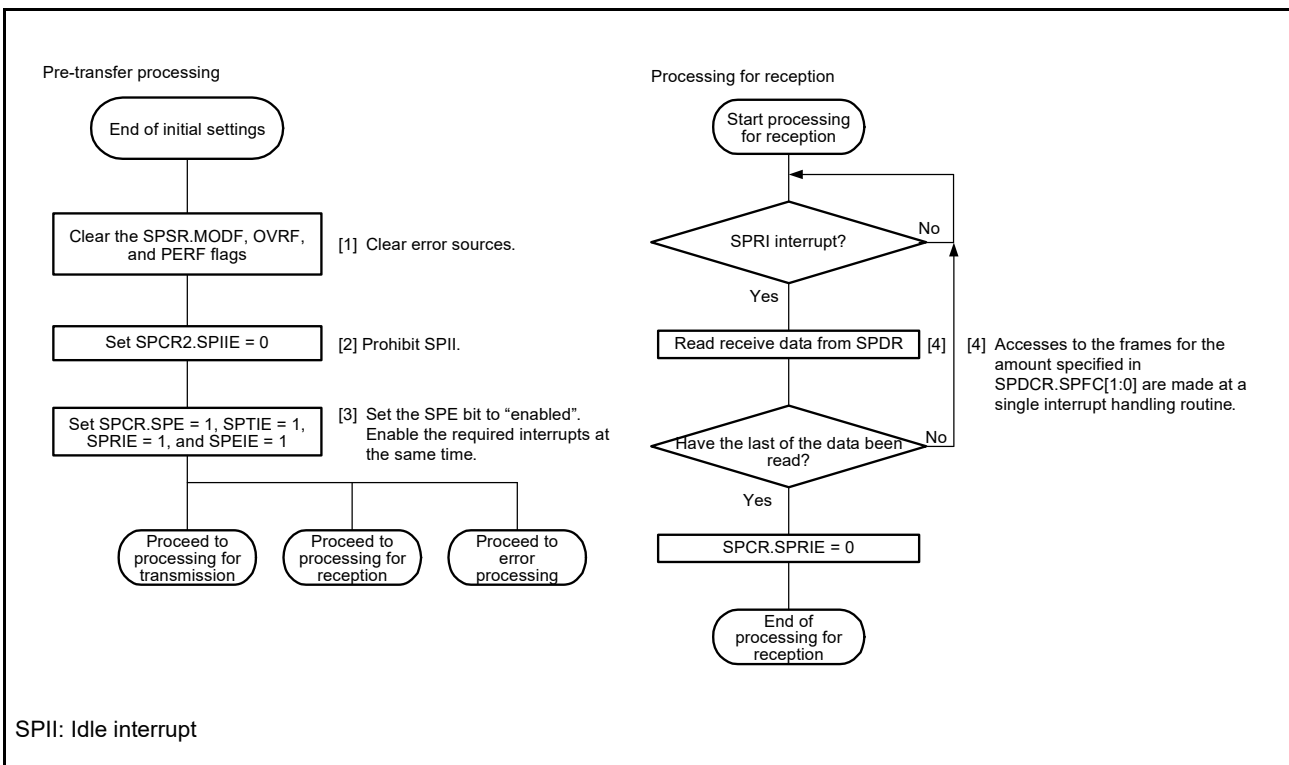 Pre-transfer processing
End of initial settings
Clear the SPSR.MODF, OVRF,
and PERF flags
[1] Clear error sources.
Set SPCR2.SPIIE = 0
[2] Prohibit SPII.
Set SPCR.SPE = 1, SPTIE = 1,
SPRIE = 1, and SPEIE = 1
[3] Set the SPE bit to “enabled”.
Enable the required interrupts at
the same time.
Proceed to
processing for
transmission
Proceed to
processing for
reception
Proceed to
error
processing
Processing for reception
Start processing
for reception
SPRI interrupt?
No
Yes
Read receive data from SPDR
[4]
[4] Accesses to the frames for the
amount specified in
SPDCR.SPFC[1:0] are made at a
single interrupt handling routine.
Have the last of the data been
read?
No
Yes
SPCR.SPRIE = 0
End of
processing for
reception
SPII: Idle interrupt